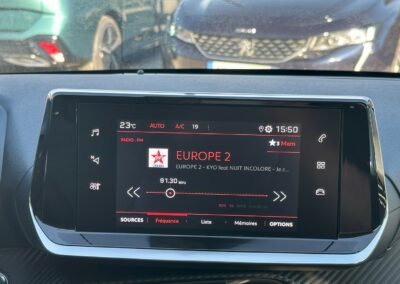 23°C AUTO A/C 19 15:50
RADIO - FM Mem
EUROPE 2
EUROPE 2 - KYO feat NUIT INCOLORE - Je c...
91.30 MHz
SOURCES Fréquence Liste Mémoires OPTIONS